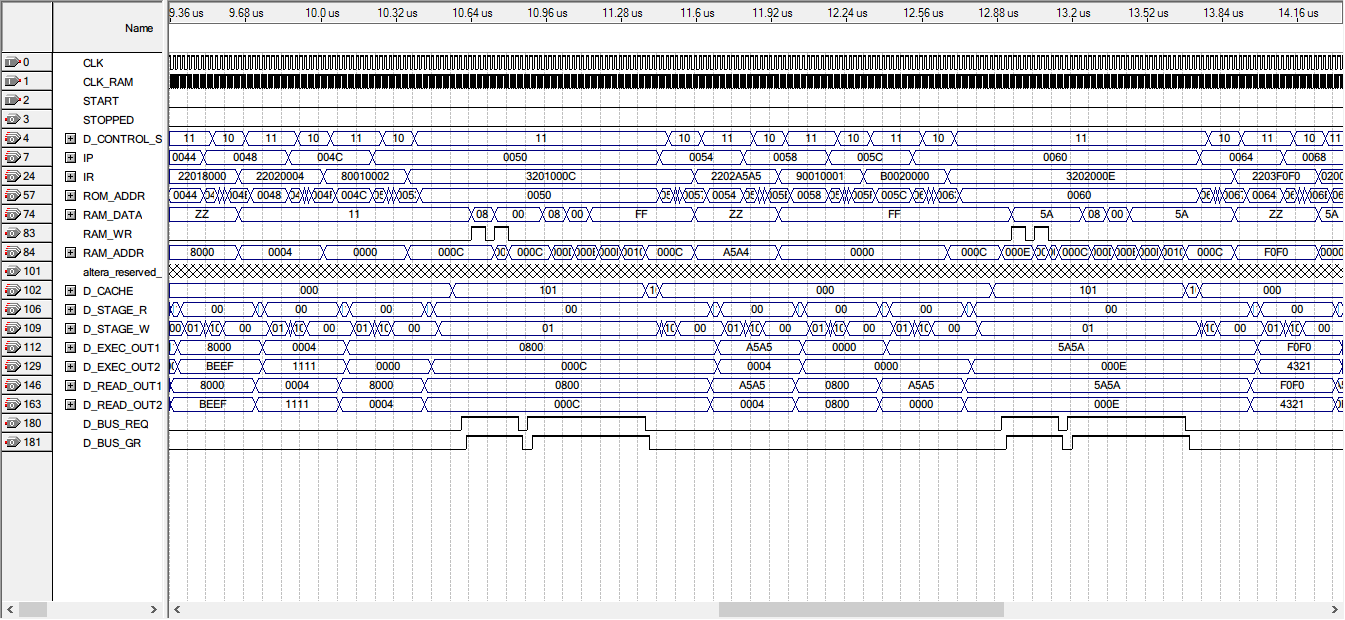 9.36 us 9.68 us 10.0 us 10.32 us 10.64 us 10.96 us 11.28 us 11.6 us 11.92 us 12.24 us 12.56 us 12.88 us 13.2 us 13.52 us 13.84 us 14.16 us
Name
0 CLK
1 CLK_RAM
2 START
3 STOPPED
4 D_CONTROL_S 11 10 11 10 11 10 11 10 11 10 11 10 11 10 11 10 11 10 11
7 IP 0044 0048 004C 0050 0054 0058 005C 0060 0064 0068
24 IR 22018000 22020004 80010002 3201000C 2202A5A5 90010001 B0020000 3202000E 2203F0F0
57 ROM_ADDR 0044 0048 004C 0050 0054 0058 005C 0060 0064
74 RAM_DATA ZZ 11 08 00 08 00 FF ZZ FF 5A 08 00 5A ZZ 5A
83 RAM_WR
84 RAM_ADDR 8000 0004 0000 000C 000C 000C A5A4 0000 000C 000E 000C 000C F0F0 0000
101 altera_reserved_
102 D_CACHE 000 101 000 101 000
106 D_STAGE_R 00 00 00 00 00 00 00 00 00
109 D_STAGE_W 00 01 00 01 00 01 00 01 00 01 00 01 00 01 00 01 00
112 D_EXEC_OUT1 8000 0004 0800 A5A5 0000 5A5A F0F0
129 D_EXEC_OUT2 BEEF 1111 0000 000C 0004 0000 000E 4321
146 D_READ_OUT1 8000 0004 8000 0800 A5A5 0800 A5A5 5A5A F0F0
163 D_READ_OUT2 BEEF 1111 0004 000C 0004 0800 0000 000E 4321
180 D_BUS_REQ
181 D_BUS_GR